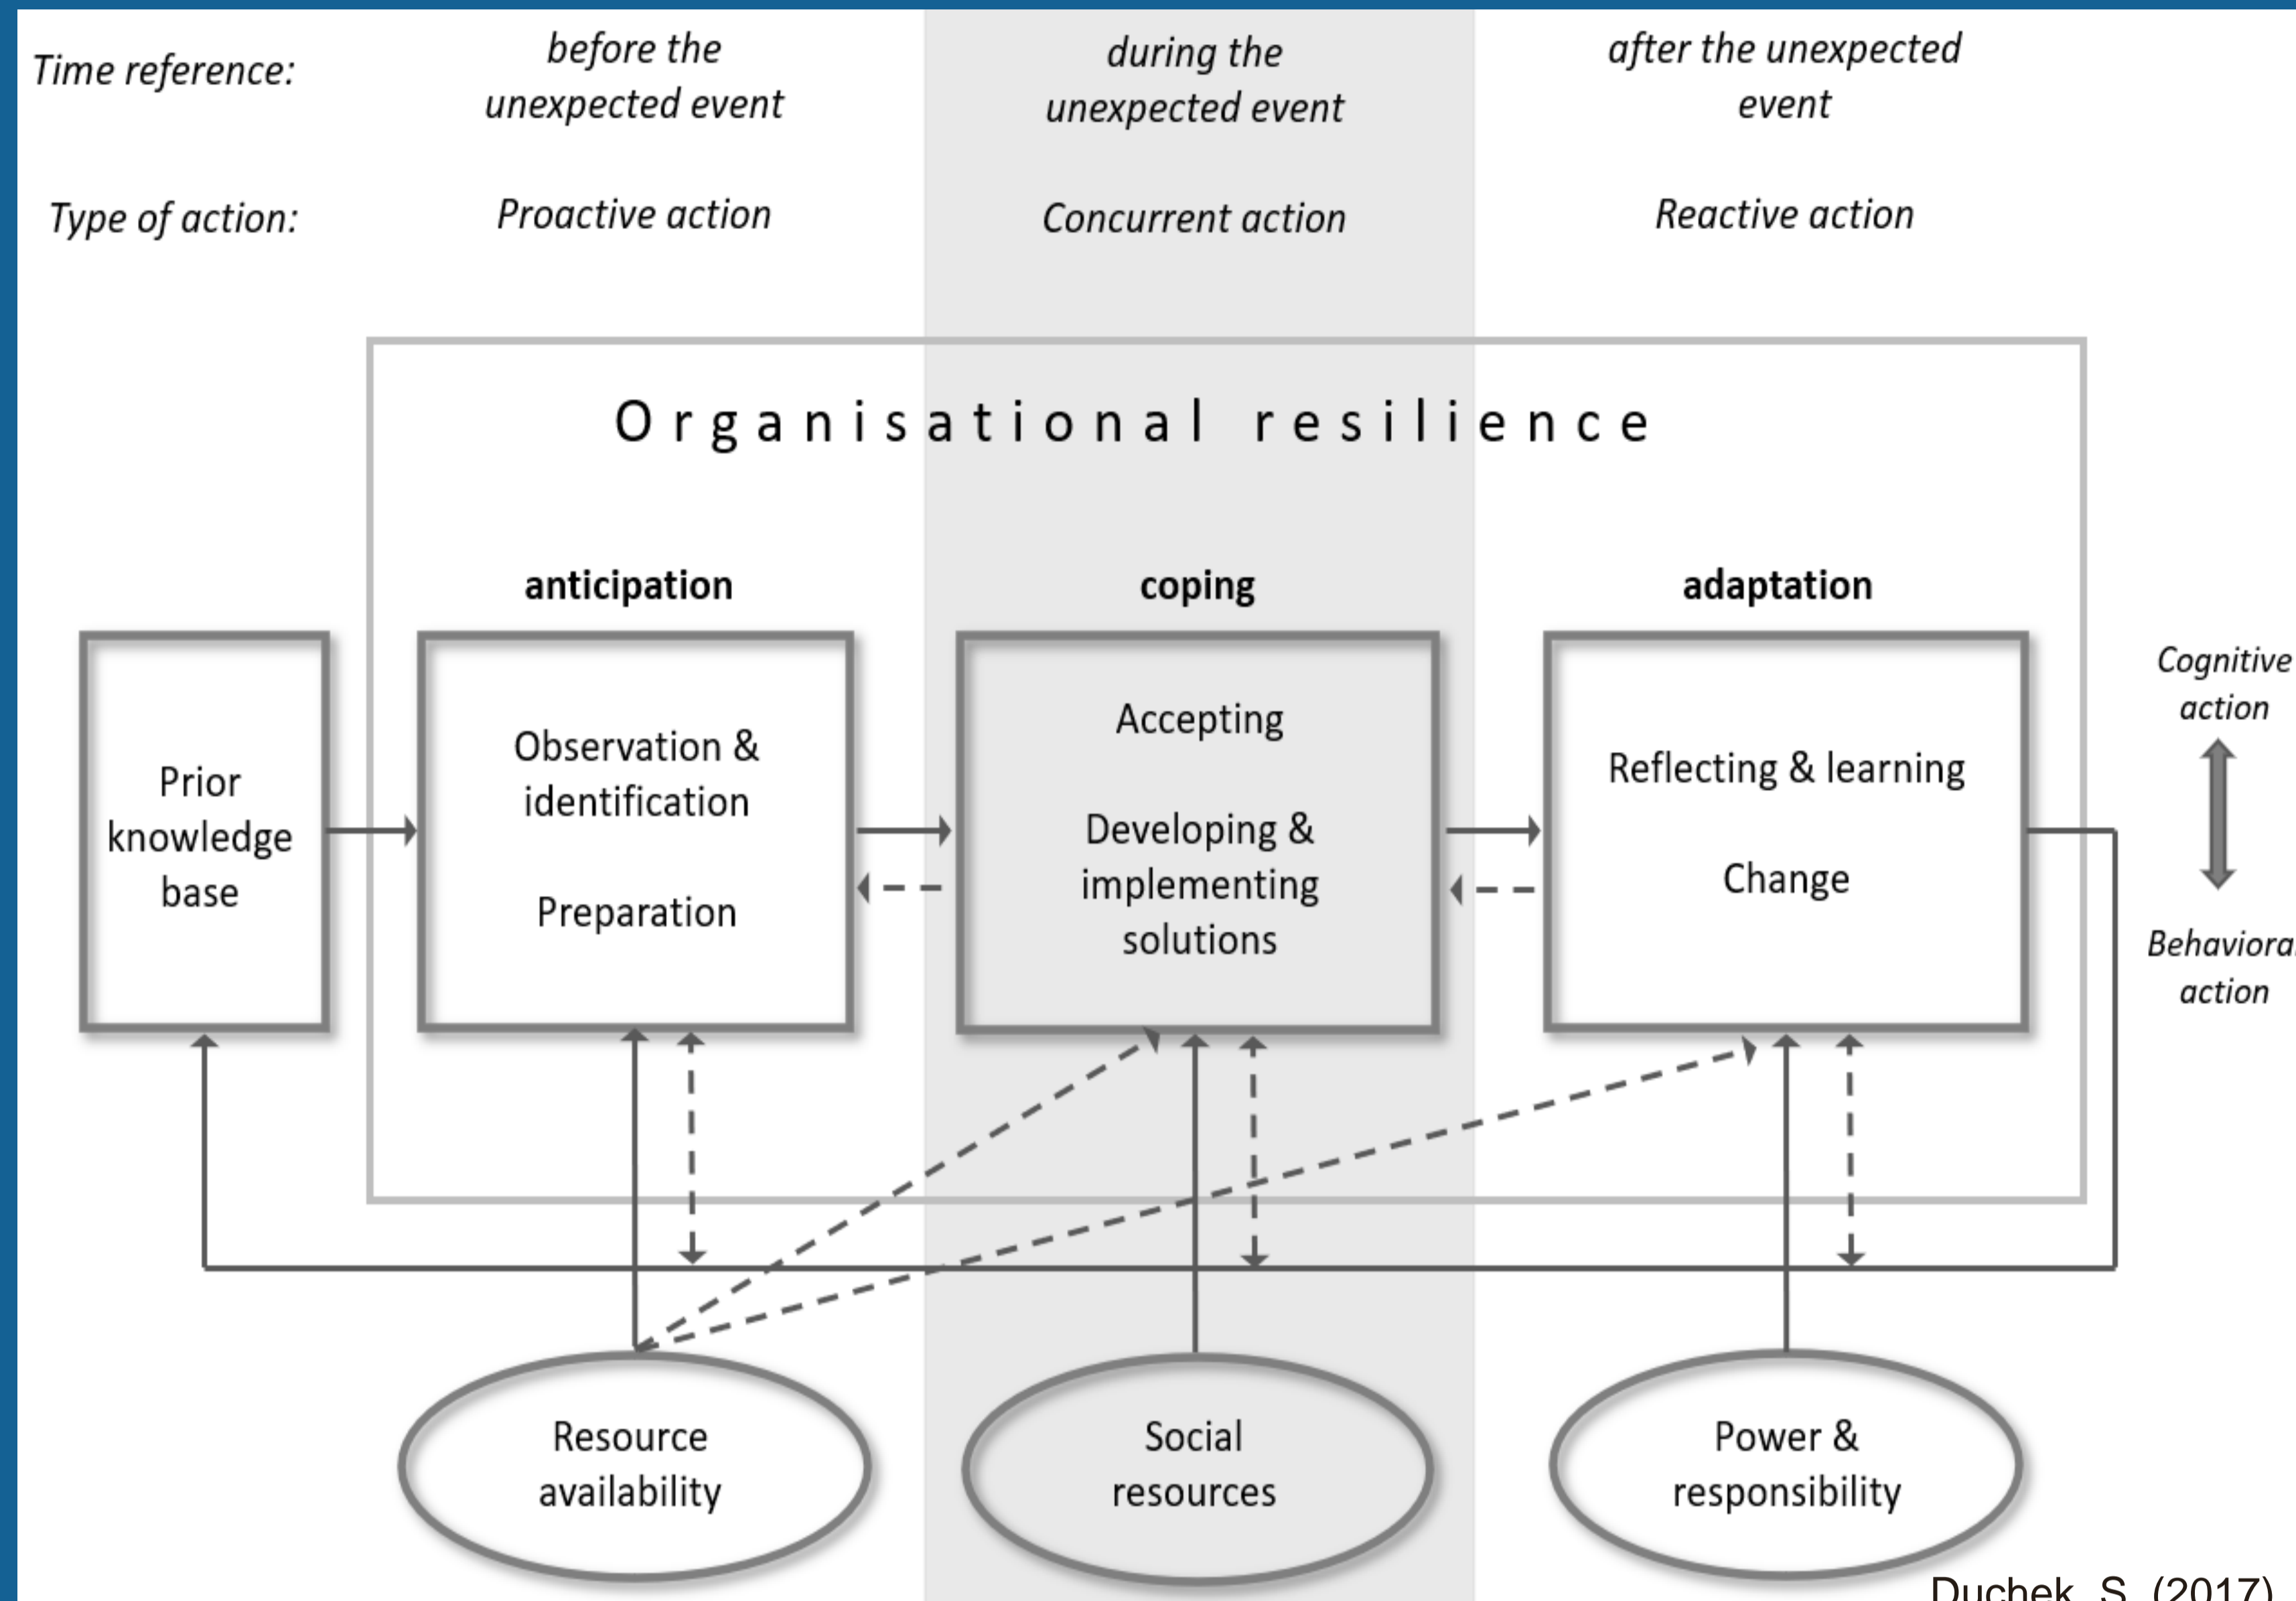 Time reference:
before the
unexpected event
during the
unexpected event
after the unexpected
event
Type of action:
Proactive action
Concurrent action
Reactive action
Organisational resilience
anticipation
coping
adaptation
Prior
knowledge
base
Observation &
identification
Preparation
Accepting
Developing &
implementing
solutions
Reflecting & learning
Change
Cognitive
action
Behavioral
action
Resource
availability
Social
resources
Power &
responsibility
Duchek, S. (2017)